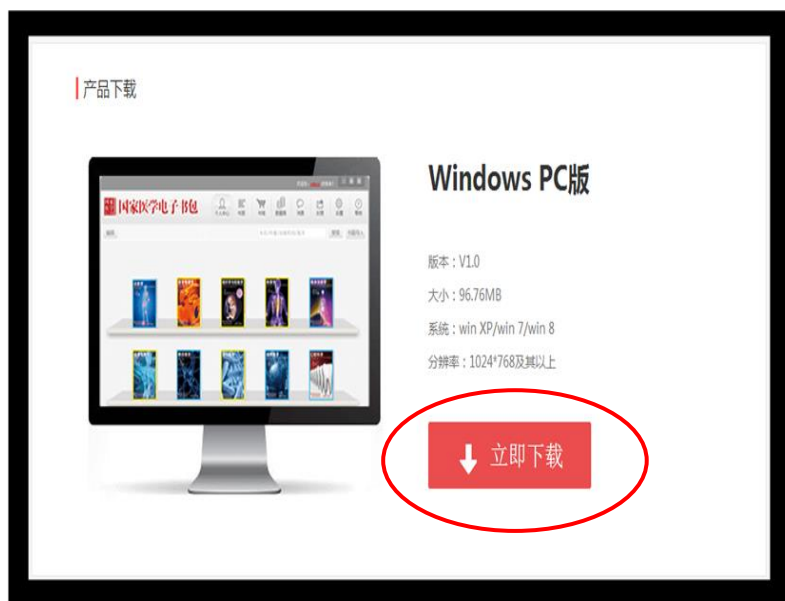 产品下载
国家医学电子书包
Windows PC版
版本：V1.0
大小：96.76MB
系统：win XP/win 7/win 8
分辨率：1024*768及其以上
立即下载